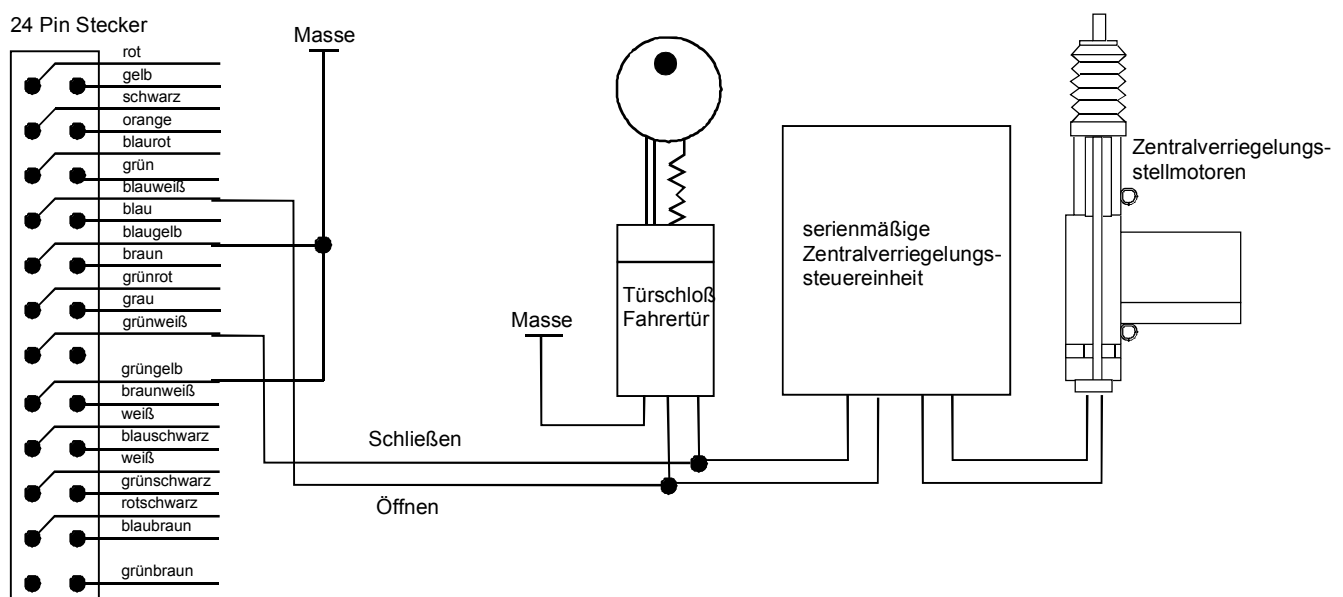 24 Pin Stecker
rot
gelb
schwarz
orange
blaurot
grün
blauweiß
blau
blaugelb
braun
grünrot
grau
grünweiß
grüngelb
braunweiß
weiß
blauschwarz
weiß
grünschwarz
rotschwarz
blaubraun
grünbraun
Masse
Schließen
Öffnen
Masse
Türschloß
Fahrertür
serienmäßige
Zentralverriegelungs-
steuereinheit
Zentralverriegelungs-
stellmotoren